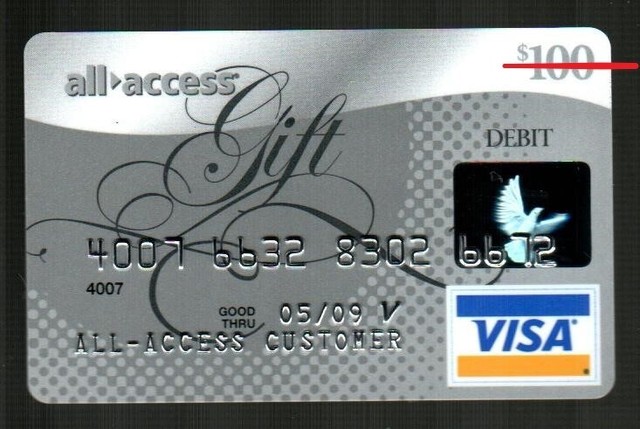 $100
all▸access®
Gift
DEBIT
4007 6632 8302 6672
4007
GOOD THRU 05/09 V
ALL-ACCESS CUSTOMER
VISA®